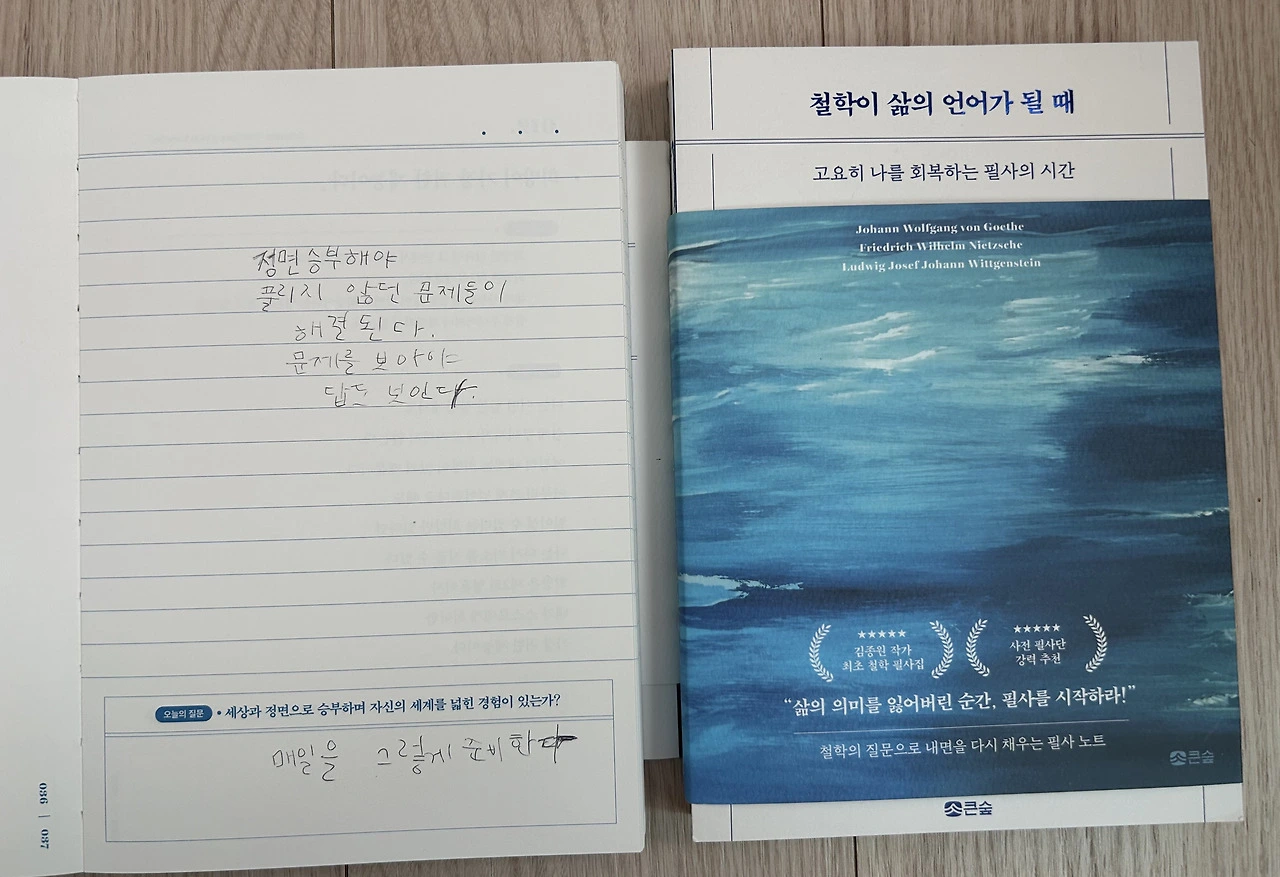 정면승부해야
풀리지 않던 문제들이
해결된다.
문제를 보아야
답도 보인다.
오늘의 질문 • 세상과 정면으로 승부하며 자신의 세계를 넓힌 경험이 있는가?
매일을 그렇게 준비한다
086 | 087
철학이 삶의 언어가 될 때
고요히 나를 회복하는 필사의 시간
Johann Wolfgang von Goethe
Friedrich Wilhelm Nietzsche
Ludwig Josef Johann Wittgenstein
★★★★★
김종원 작가
최초 철학 필사집
★★★★★
사전 필사단
강력 추천
“삶의 의미를 잃어버린 순간, 필사를 시작하라!”
철학의 질문으로 내면을 다시 채우는 필사 노트
큰숲
큰숲